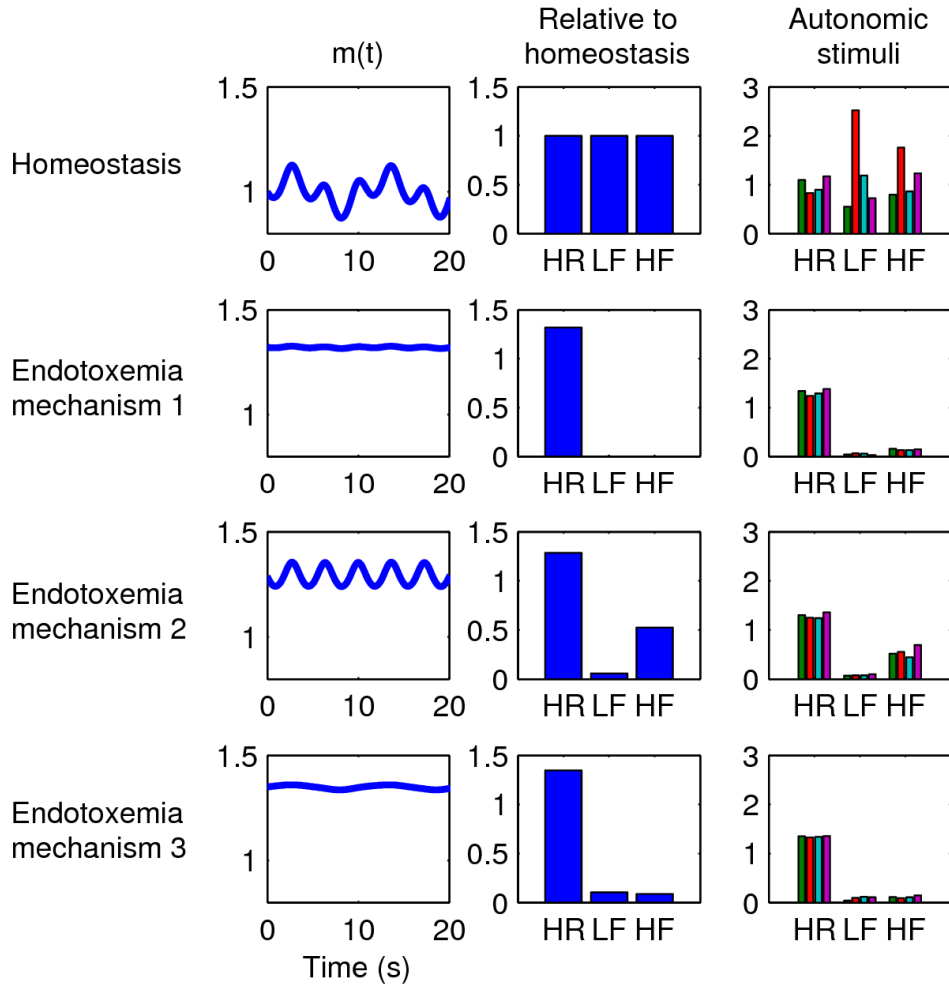 m(t)
Relative to
homeostasis
Autonomic
stimuli
Homeostasis
1.5
1
0 10 20
1.5
1
0.5
0
HR LF HF
3
2
1
0
HR LF HF
Endotoxemia
mechanism 1
1.5
1
0 10 20
1.5
1
0.5
0
HR LF HF
3
2
1
0
HR LF HF
Endotoxemia
mechanism 2
1.5
1
0 10 20
1.5
1
0.5
0
HR LF HF
3
2
1
0
HR LF HF
Endotoxemia
mechanism 3
1.5
1
0 10 20
Time (s)
1.5
1
0.5
0
HR LF HF
3
2
1
0
HR LF HF